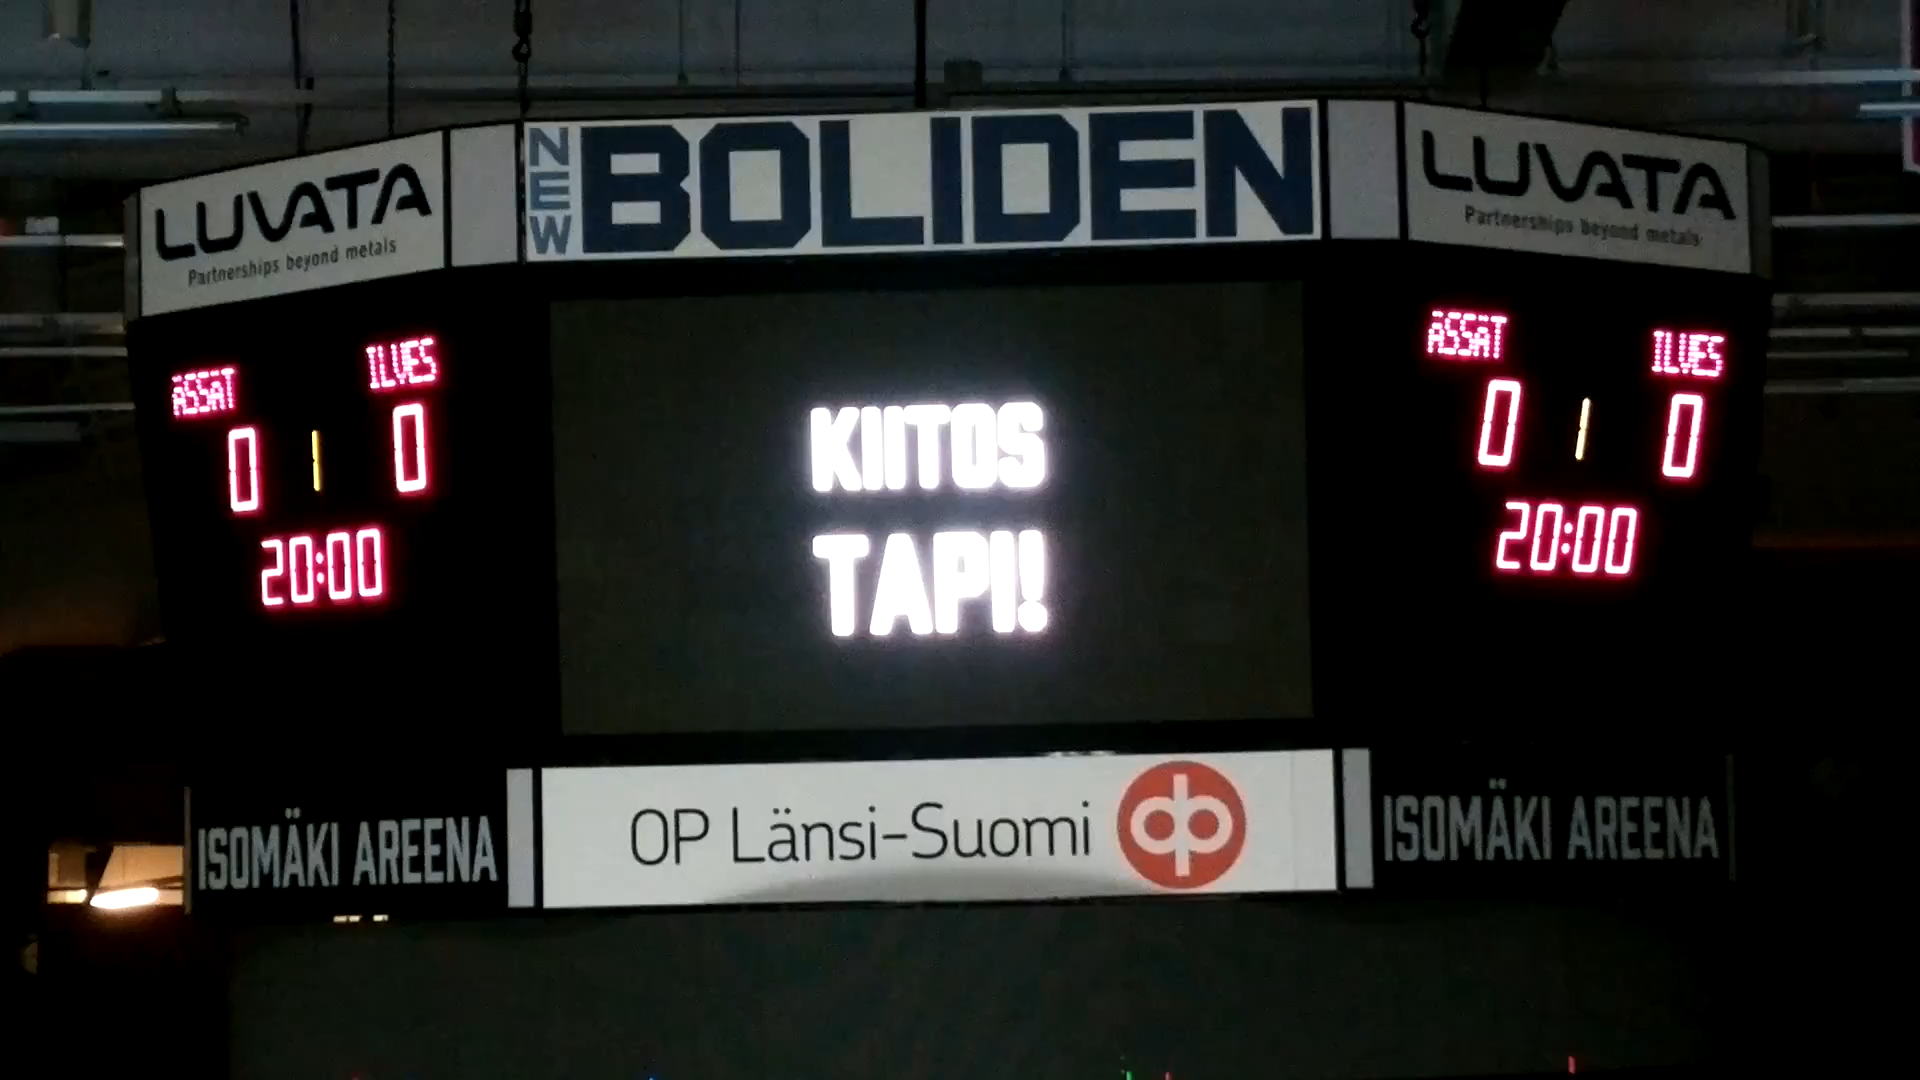 LUVATA
Partnerships beyond metals
NEW BOLIDEN
LUVATA
Partnerships beyond metals
ÄSSÄT ILVES
0 1 0
20:00
KIITOS
TAPI!
ÄSSÄT ILVES
0 1 0
20:00
ISOMÄKI AREENA
OP Länsi-Suomi op
ISOMÄKI AREENA